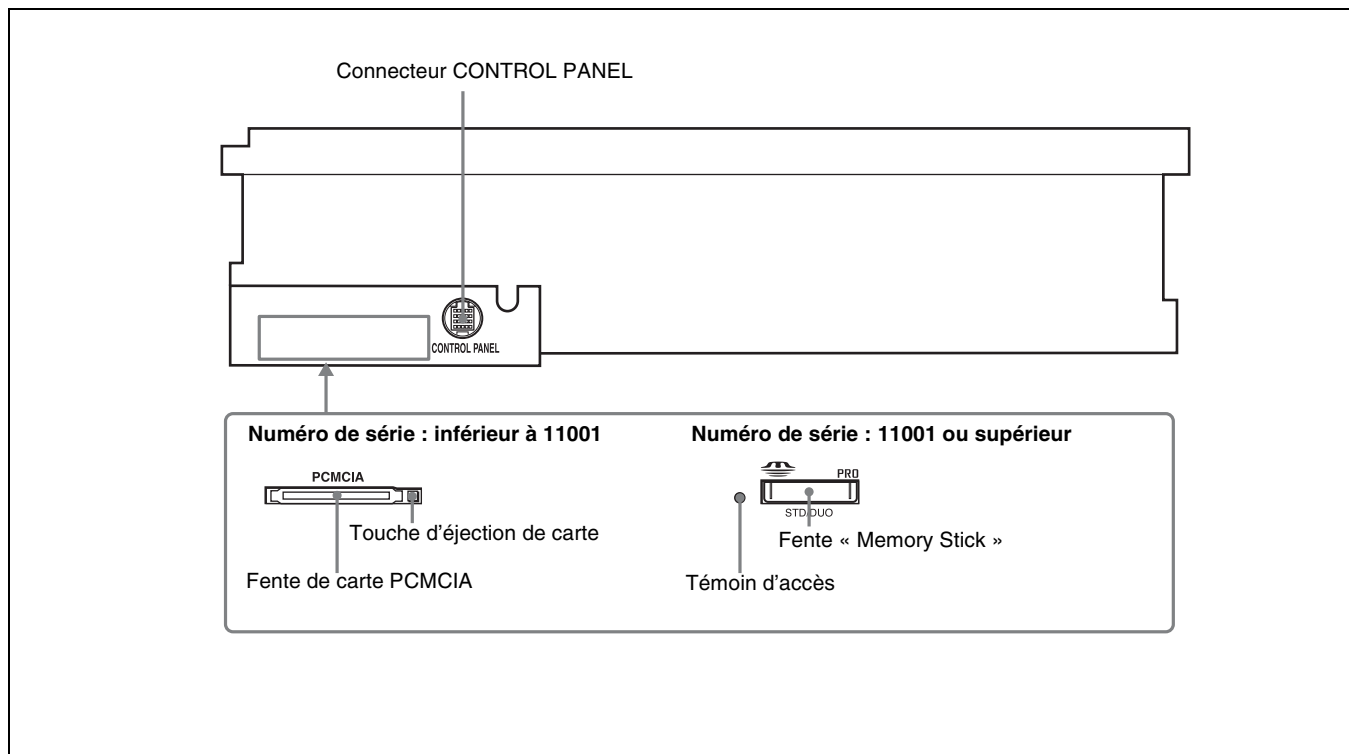 Connecteur CONTROL PANEL
CONTROL PANEL
Numéro de série : inférieur à 11001
PCMCIA
Touche d’éjection de carte
Fente de carte PCMCIA
Numéro de série : 11001 ou supérieur
PRO
STD/DUO
Fente « Memory Stick »
Témoin d’accès